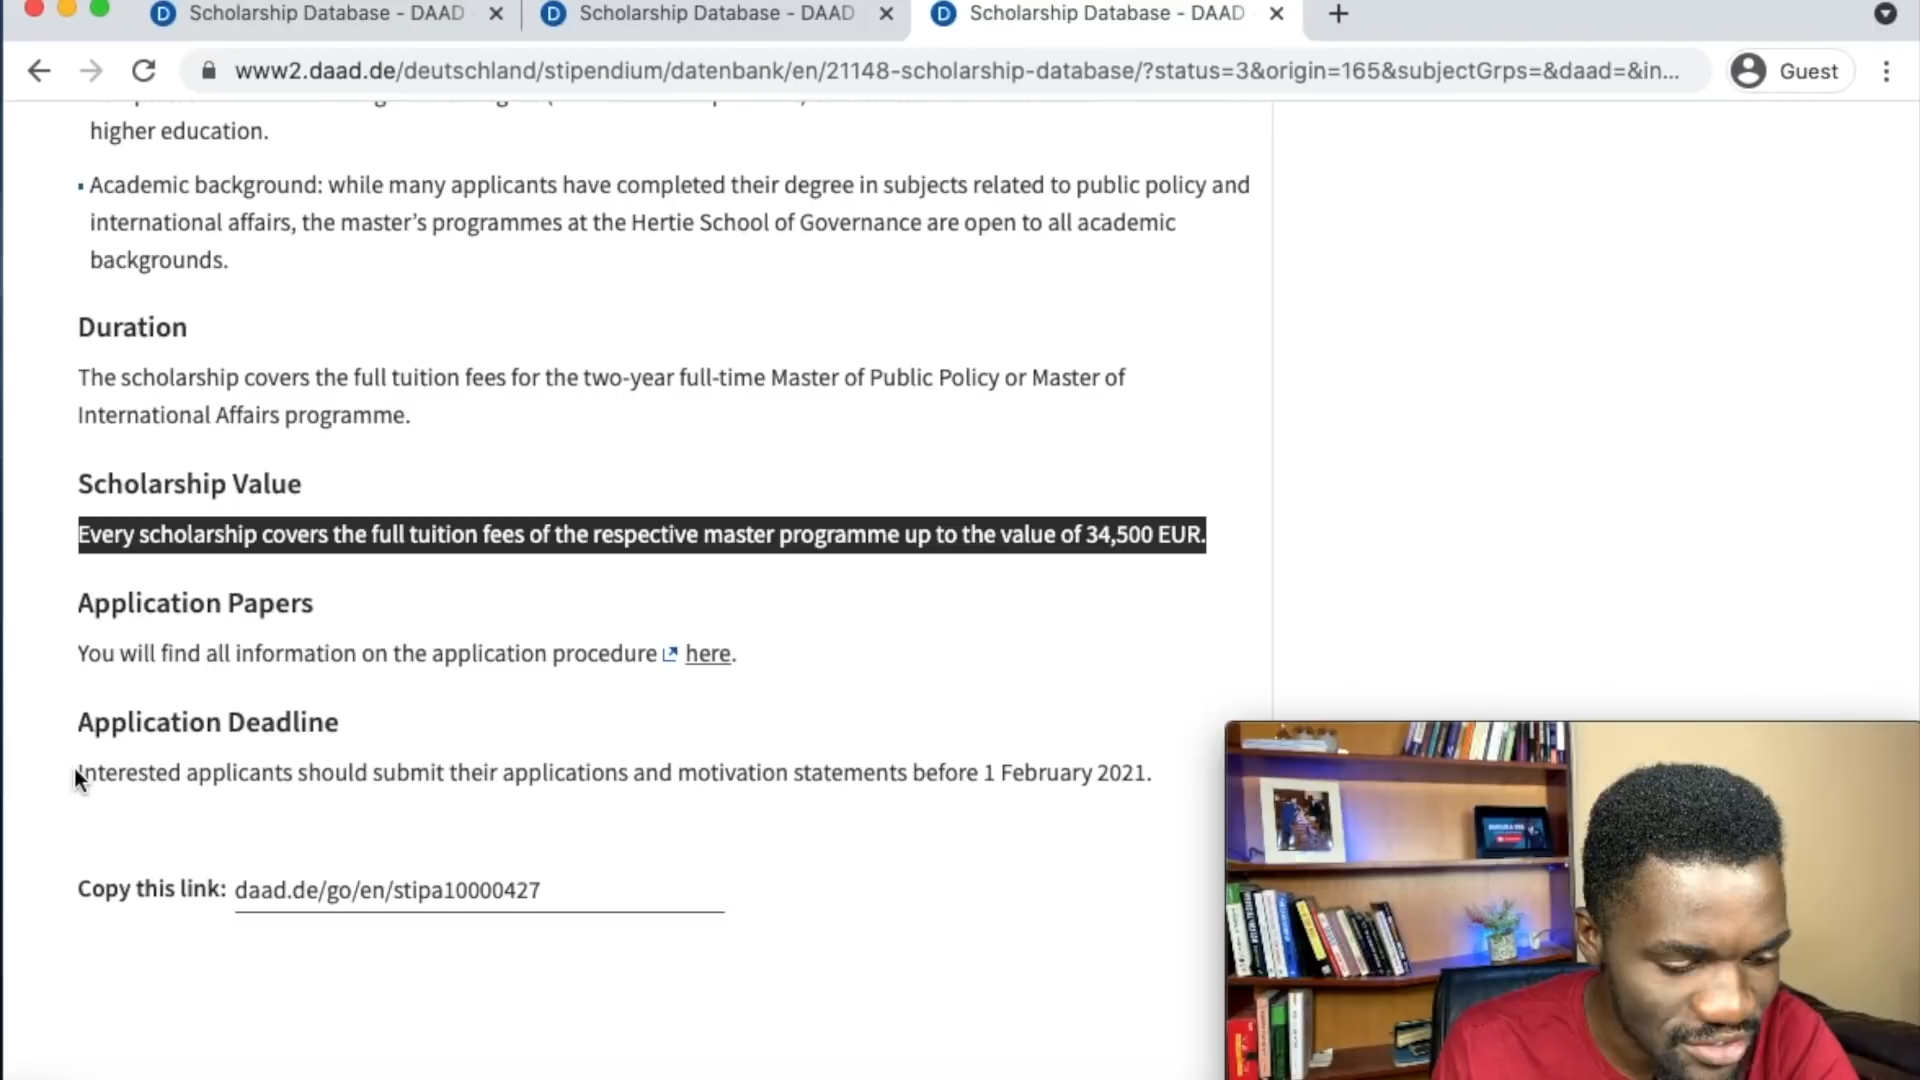 Scholarship Database - DAAD
Scholarship Database - DAAD
Scholarship Database - DAAD
www2.daad.de/deutschland/stipendium/datenbank/en/21148-scholarship-database/?status=3&origin=165&subjectGrps=&daad=&in...
Guest
higher education.
Academic background: while many applicants have completed their degree in subjects related to public policy and
international affairs, the master's programmes at the Hertie School of Governance are open to all academic
backgrounds.
Duration
The scholarship covers the full tuition fees for the two-year full-time Master of Public Policy or Master of
International Affairs programme.
Scholarship Value
Every scholarship covers the full tuition fees of the respective master programme up to the value of 34,500 EUR.
Application Papers
You will find all information on the application procedure here.
Application Deadline
Interested applicants should submit their applications and motivation statements before 1 February 2021.
Copy this link: daad.de/go/en/stipa10000427